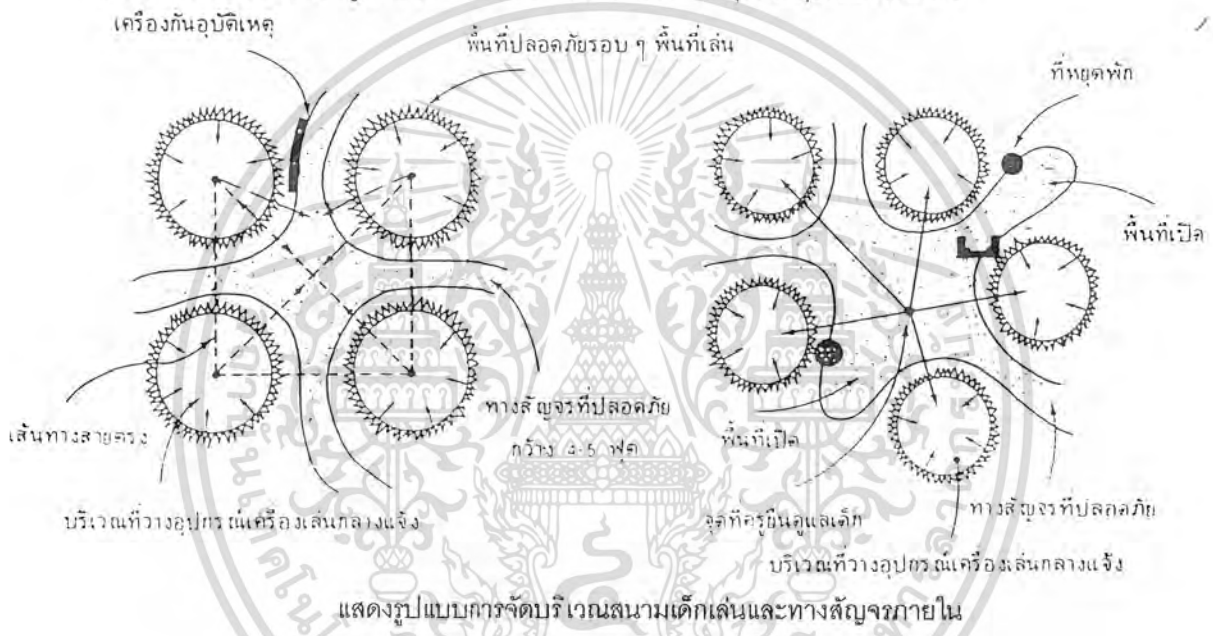 เครื่องกันอุบัติเหตุ
พื้นที่ปลอดภัยรอบ ๆ พื้นที่เล่น
ที่หยุดพัก
พื้นที่เปิด
เส้นทางสายตรง
ทางสัญจรที่ปลอดภัย
กว้าง 4-5 ฟุต
บริเวณที่วางอุปกรณ์เครื่องเล่นกลางแจ้ง
พื้นที่เปิด
จุดที่ครูยืนดูแลเด็ก
ทางสัญจรที่ปลอดภัย
บริเวณที่วางอุปกรณ์เครื่องเล่นกลางแจ้ง
แสดงรูปแบบการจัดบริเวณสนามเด็กเล่นและทางสัญจรภายใน